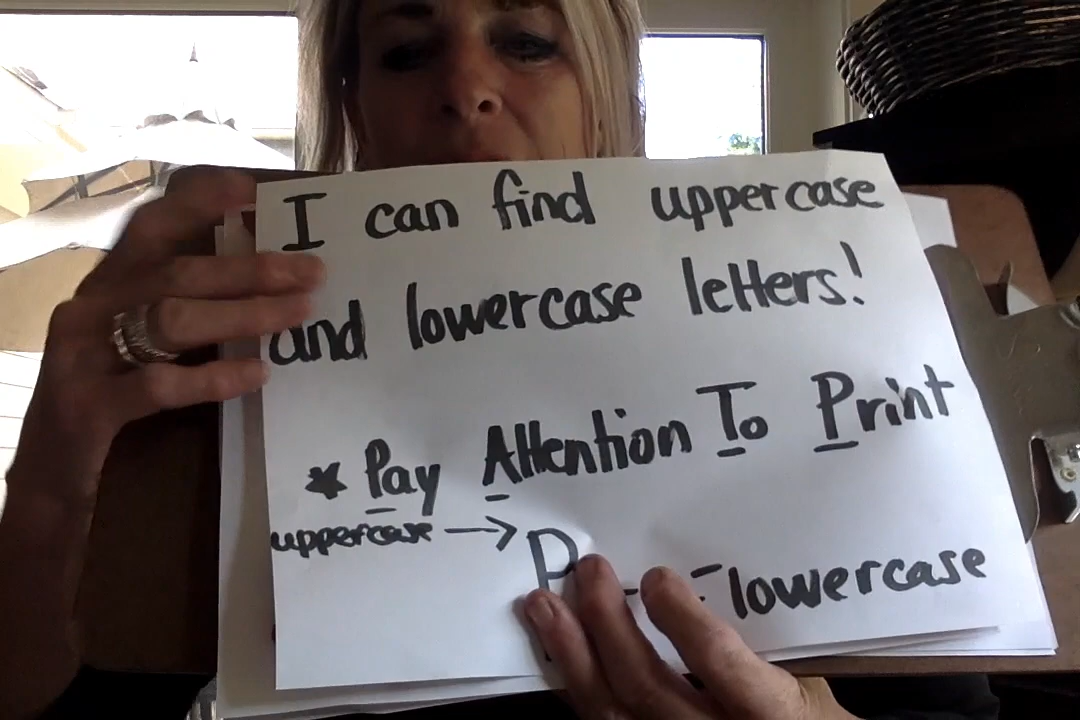 I can find uppercase
and lowercase letters!
* Pay Attention To Print
uppercase → P
lowercase